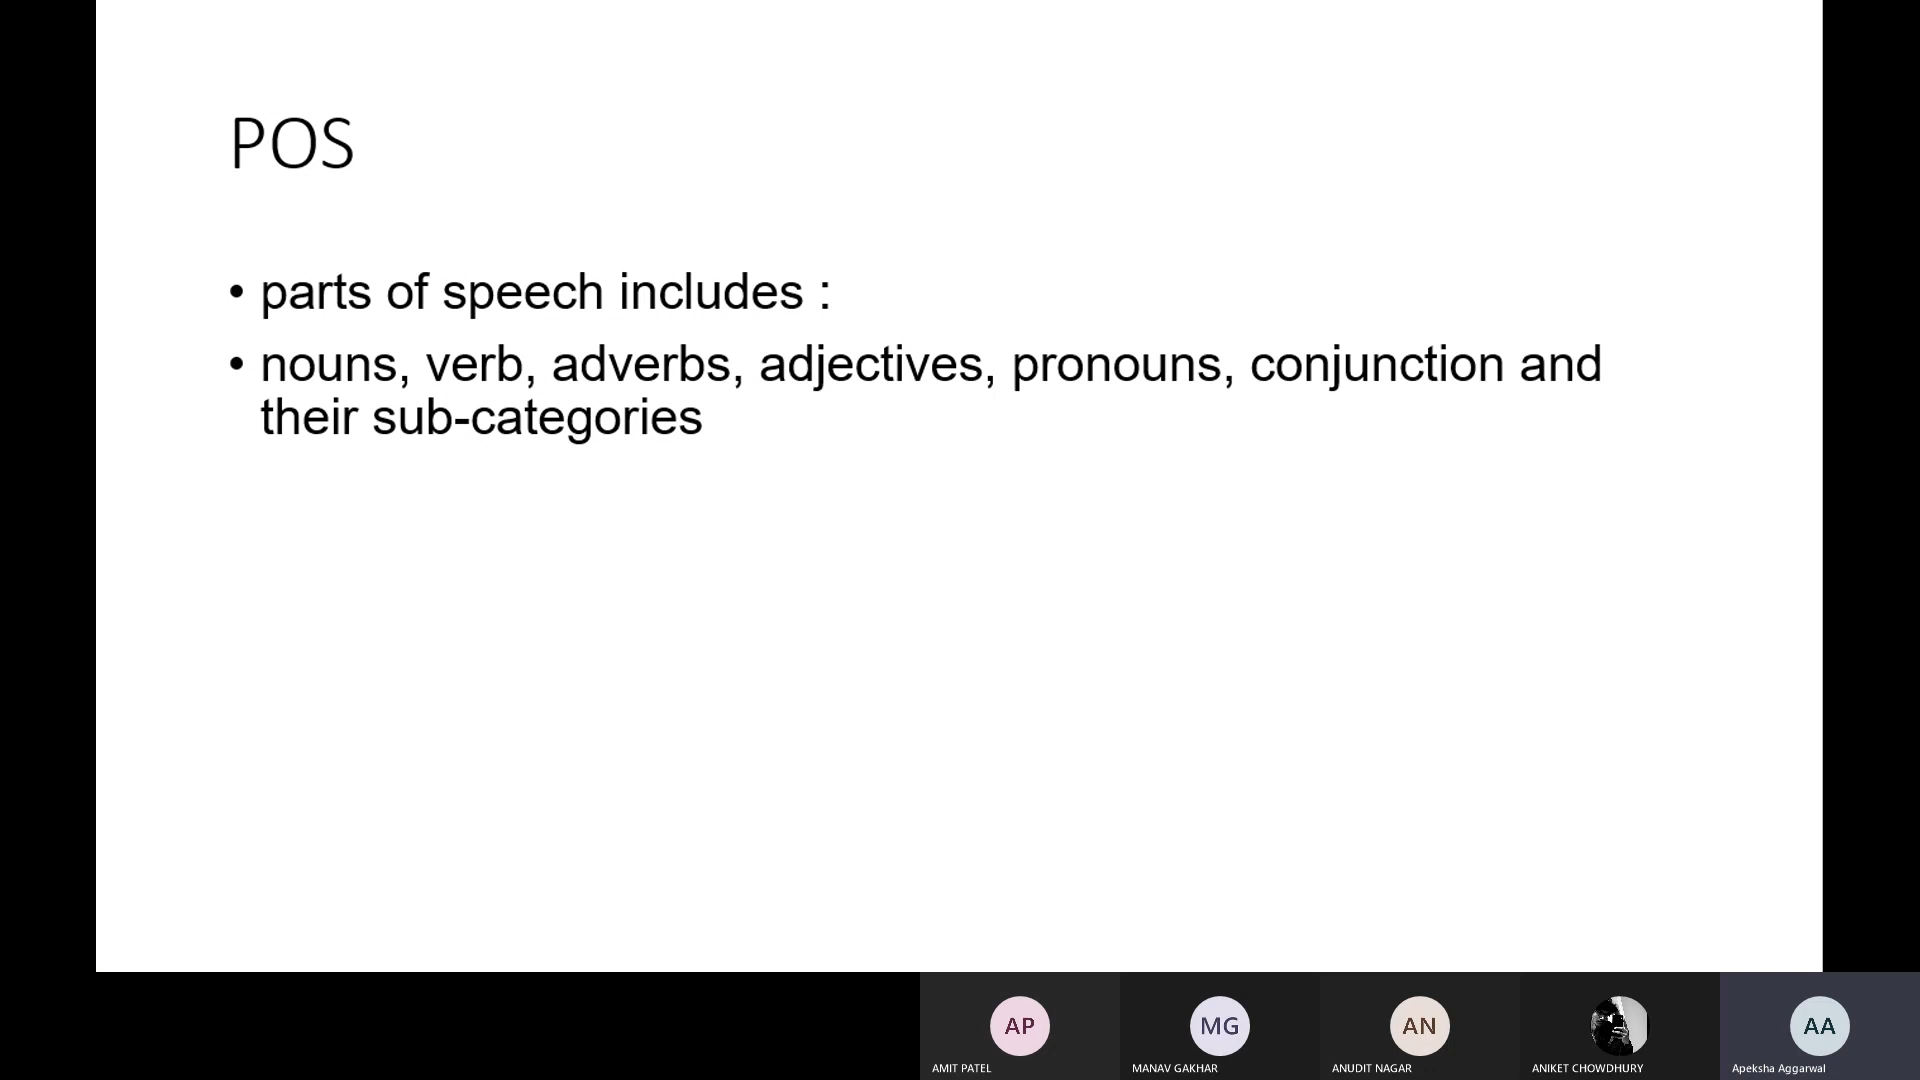 POS
• parts of speech includes :
• nouns, verb, adverbs, adjectives, pronouns, conjunction and
their sub-categories
AP
MG
AN
AA
AMIT PATEL
MANAV GAKHAR
ANUDIT NAGAR
ANIKET CHOWDHURY
Apeksha Aggarwal